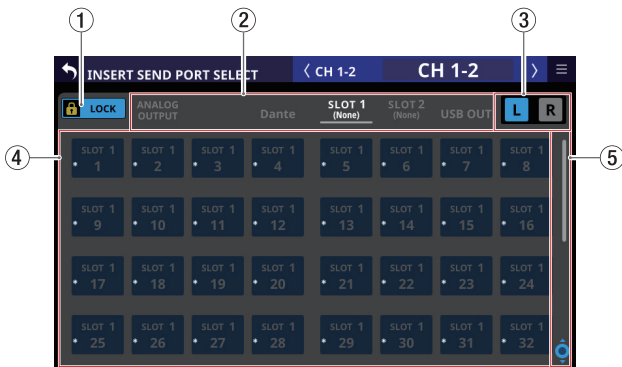 ① ② ③
INSERT SEND PORT SELECT CH 1-2 CH 1-2
LOCK ANALOG OUTPUT Dante SLOT 1 (None) SLOT 2 (None) USB OUT L R
④ ⑤
SLOT 1 SLOT 1 SLOT 1 SLOT 1 SLOT 1 SLOT 1 SLOT 1 SLOT 1
* 1 * 2 * 3 * 4 * 5 * 6 * 7 * 8
SLOT 1 SLOT 1 SLOT 1 SLOT 1 SLOT 1 SLOT 1 SLOT 1 SLOT 1
* 9 * 10 * 11 * 12 * 13 * 14 * 15 * 16
SLOT 1 SLOT 1 SLOT 1 SLOT 1 SLOT 1 SLOT 1 SLOT 1 SLOT 1
* 17 * 18 * 19 * 20 * 21 * 22 * 23 * 24
SLOT 1 SLOT 1 SLOT 1 SLOT 1 SLOT 1 SLOT 1 SLOT 1 SLOT 1
* 25 * 26 * 27 * 28 * 29 * 30 * 31 * 32